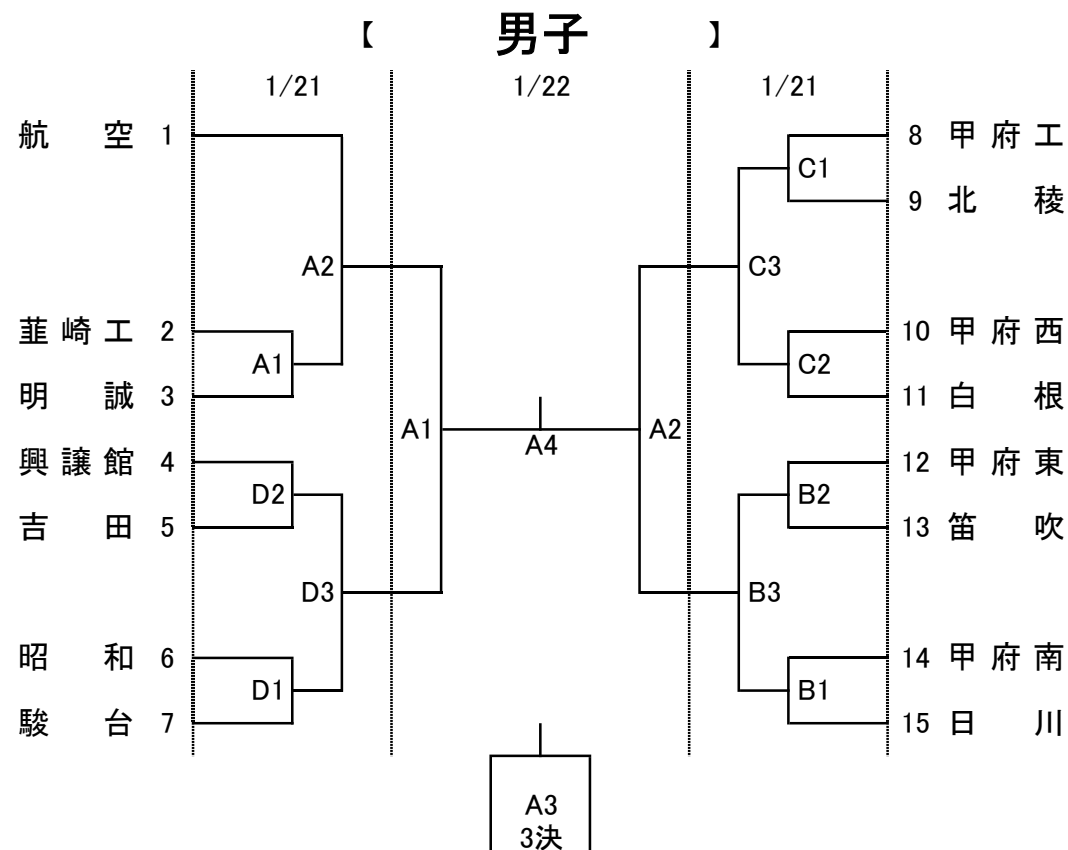 【 男子 】
1/21 1/22 1/21
航空 1
8 甲府工
C1
9 北稜
A2
C3
韮崎工 2
10 甲府西
A1
C2
明誠 3
11 白根
A1
A4
A2
興譲館 4
12 甲府東
D2
B2
吉田 5
13 笛吹
D3
B3
昭和 6
14 甲府南
D1
B1
駿台 7
15 日川
A3
3決